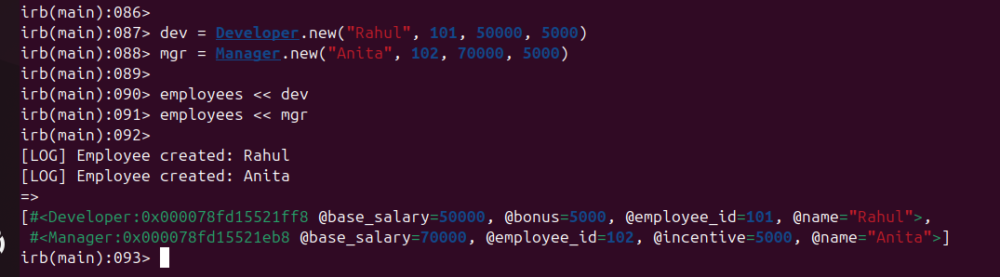 irb(main):086>
irb(main):087> dev = Developer.new("Rahul", 101, 50000, 5000)
irb(main):088> mgr = Manager.new("Anita", 102, 70000, 5000)
irb(main):089>
irb(main):090> employees << dev
irb(main):091> employees << mgr
irb(main):092>
[LOG] Employee created: Rahul
[LOG] Employee created: Anita
=>
[#<Developer:0x000078fd15521ff8 @base_salary=50000, @bonus=5000, @employee_id=101, @name="Rahul">,
 #<Manager:0x000078fd15521eb8 @base_salary=70000, @employee_id=102, @incentive=5000, @name="Anita">]
irb(main):093>